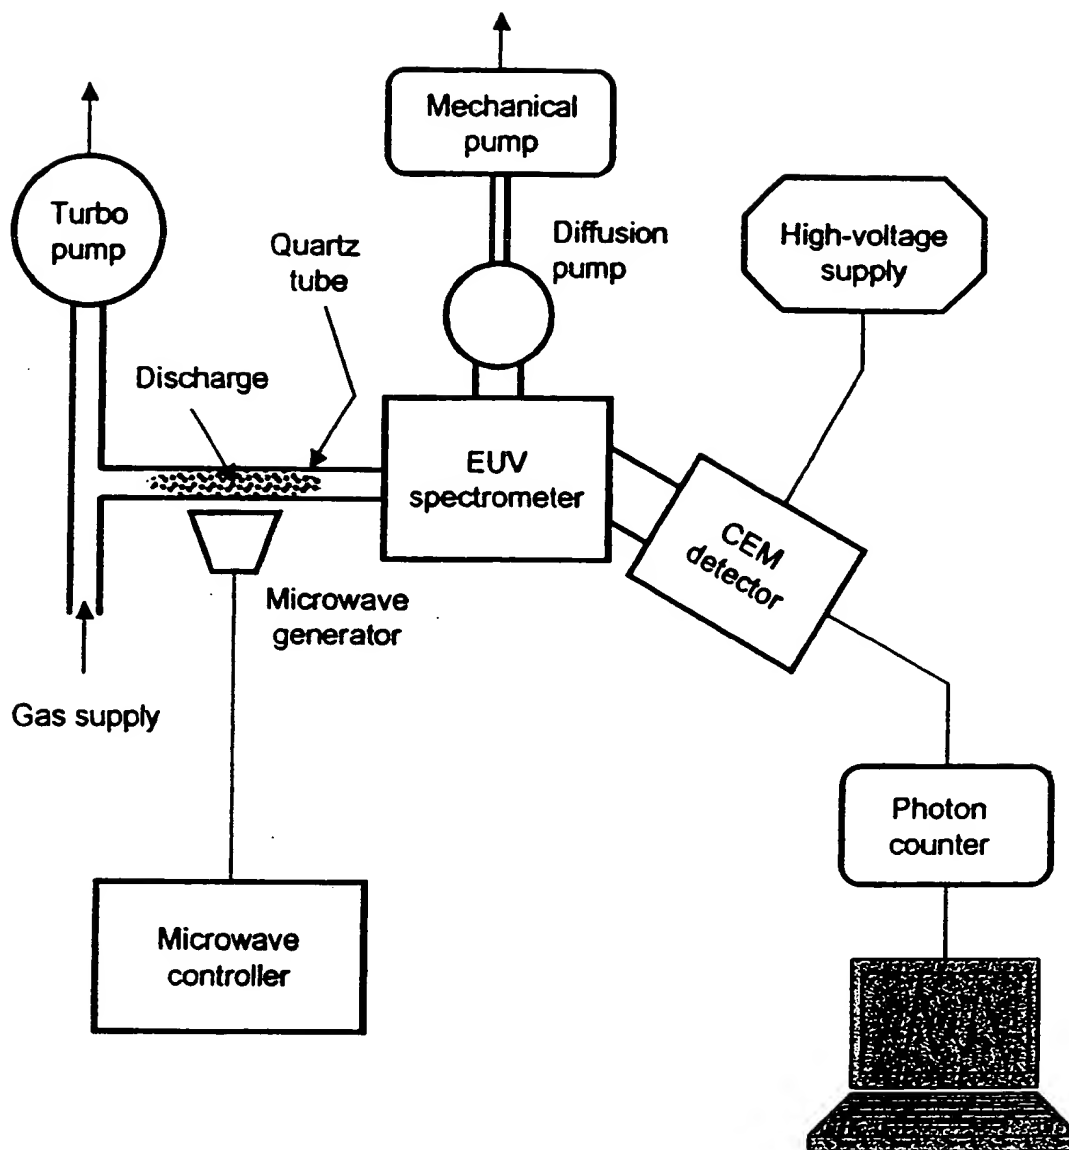 Mechanical
pump
Turbo
pump
Quartz
tube
Diffusion
pump
High-voltage
supply
Discharge
EUV
spectrometer
CEM
detector
Microwave
generator
Gas supply
Photon
counter
Microwave
controller